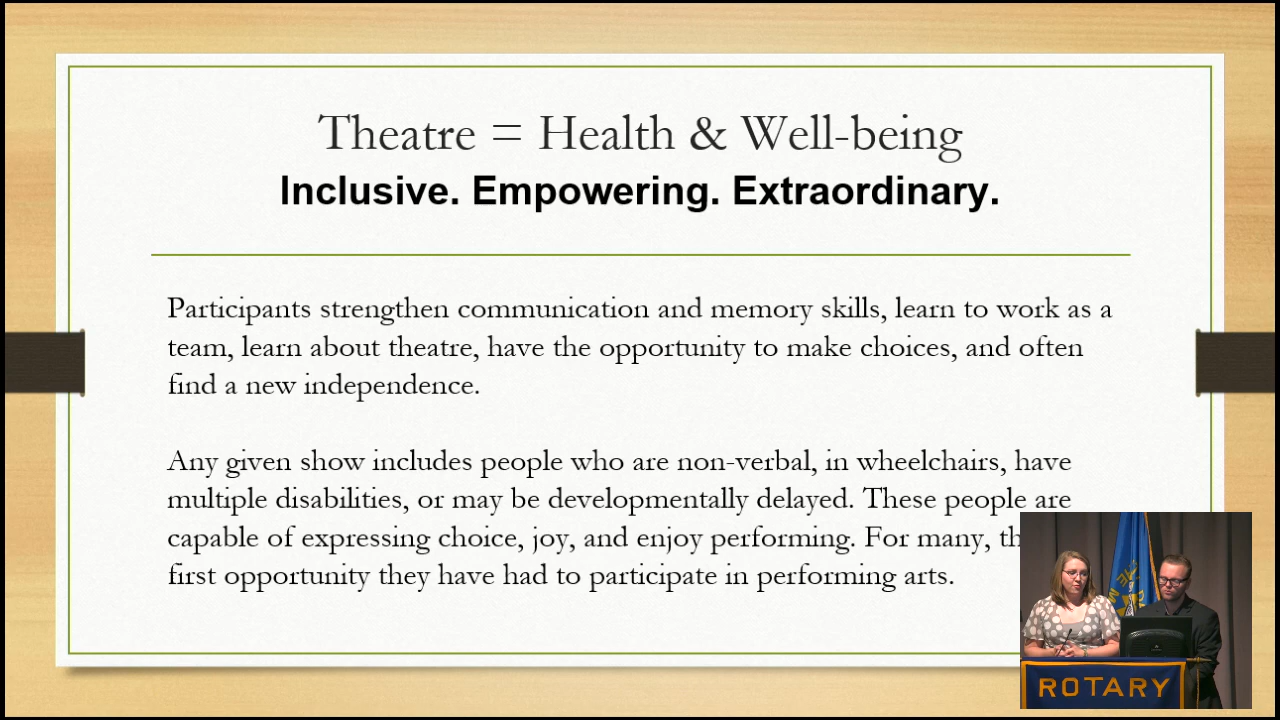 Theatre = Health & Well-being
Inclusive. Empowering. Extraordinary.
Participants strengthen communication and memory skills, learn to work as a
team, learn about theatre, have the opportunity to make choices, and often
find a new independence.
Any given show includes people who are non-verbal, in wheelchairs, have
multiple disabilities, or may be developmentally delayed. These people are
capable of expressing choice, joy, and enjoy performing. For many,
first opportunity they have had to participate in performing arts.
ROTARY